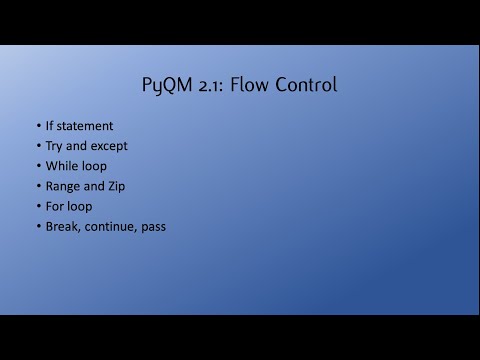 PyQM 2.1: Flow Control
• If statement
• Try and except
• While loop
• Range and Zip
• For loop
• Break, continue, pass